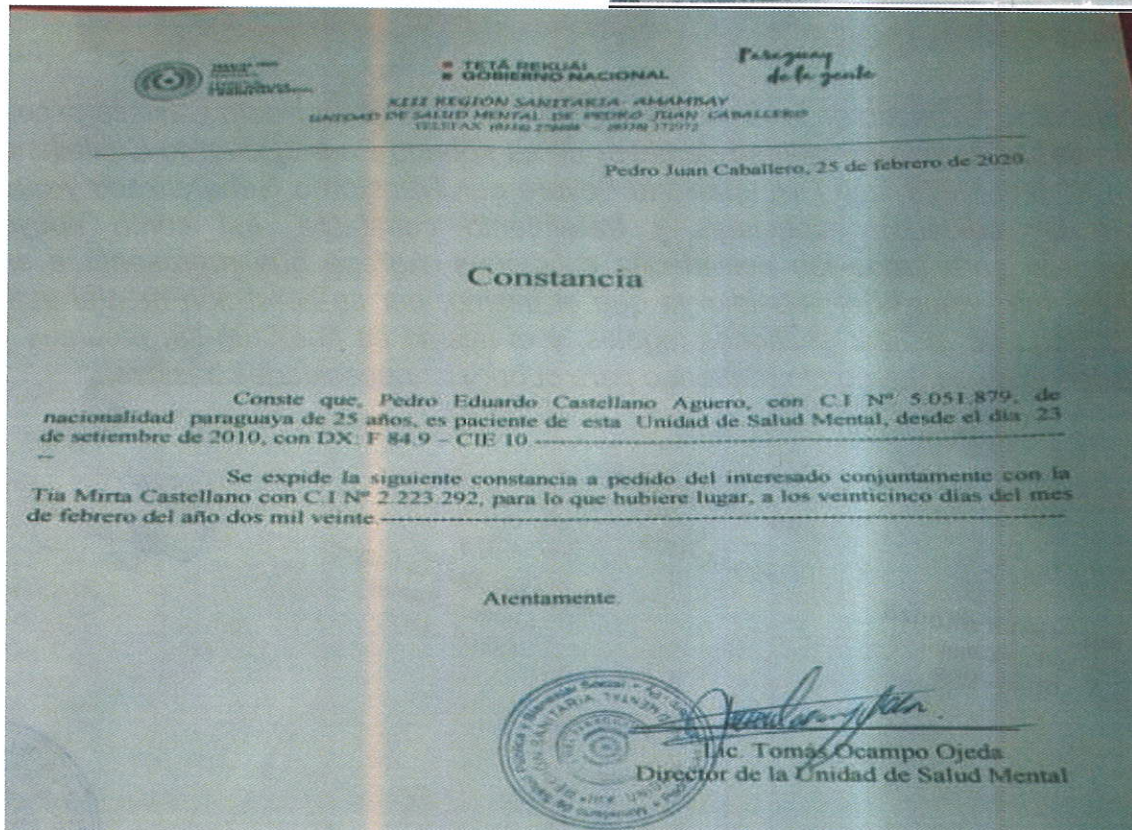 TETÃ REKUÁI
GOBIERNO NACIONAL
Paraguay
de la gente
XIII REGIÓN SANITARIA- AMAMBAY
UNIDAD DE SALUD MENTAL DE PEDRO JUAN CABALLERO
TELEFAX
Pedro Juan Caballero, 25 de febrero de 2020.
Constancia
Conste que, Pedro Eduardo Castellano Aguero, con C.I Nº 5.051.879, de
nacionalidad paraguaya de 25 años, es paciente de esta Unidad de Salud Mental, desde el dia 23
de setiembre de 2010, con DX: F 84.9 – CIE 10 ------------------------------------------------------------
--
Se expide la siguiente constancia a pedido del interesado conjuntamente con la
Tia Mirta Castellano con C.I Nº 2.223.292, para lo que hubiere lugar, a los veinticinco días del mes
de febrero del año dos mil veinte.------------------------------------------------------------
Atentamente.
Lic. Tomás Ocampo Ojeda
Director de la Unidad de Salud Mental